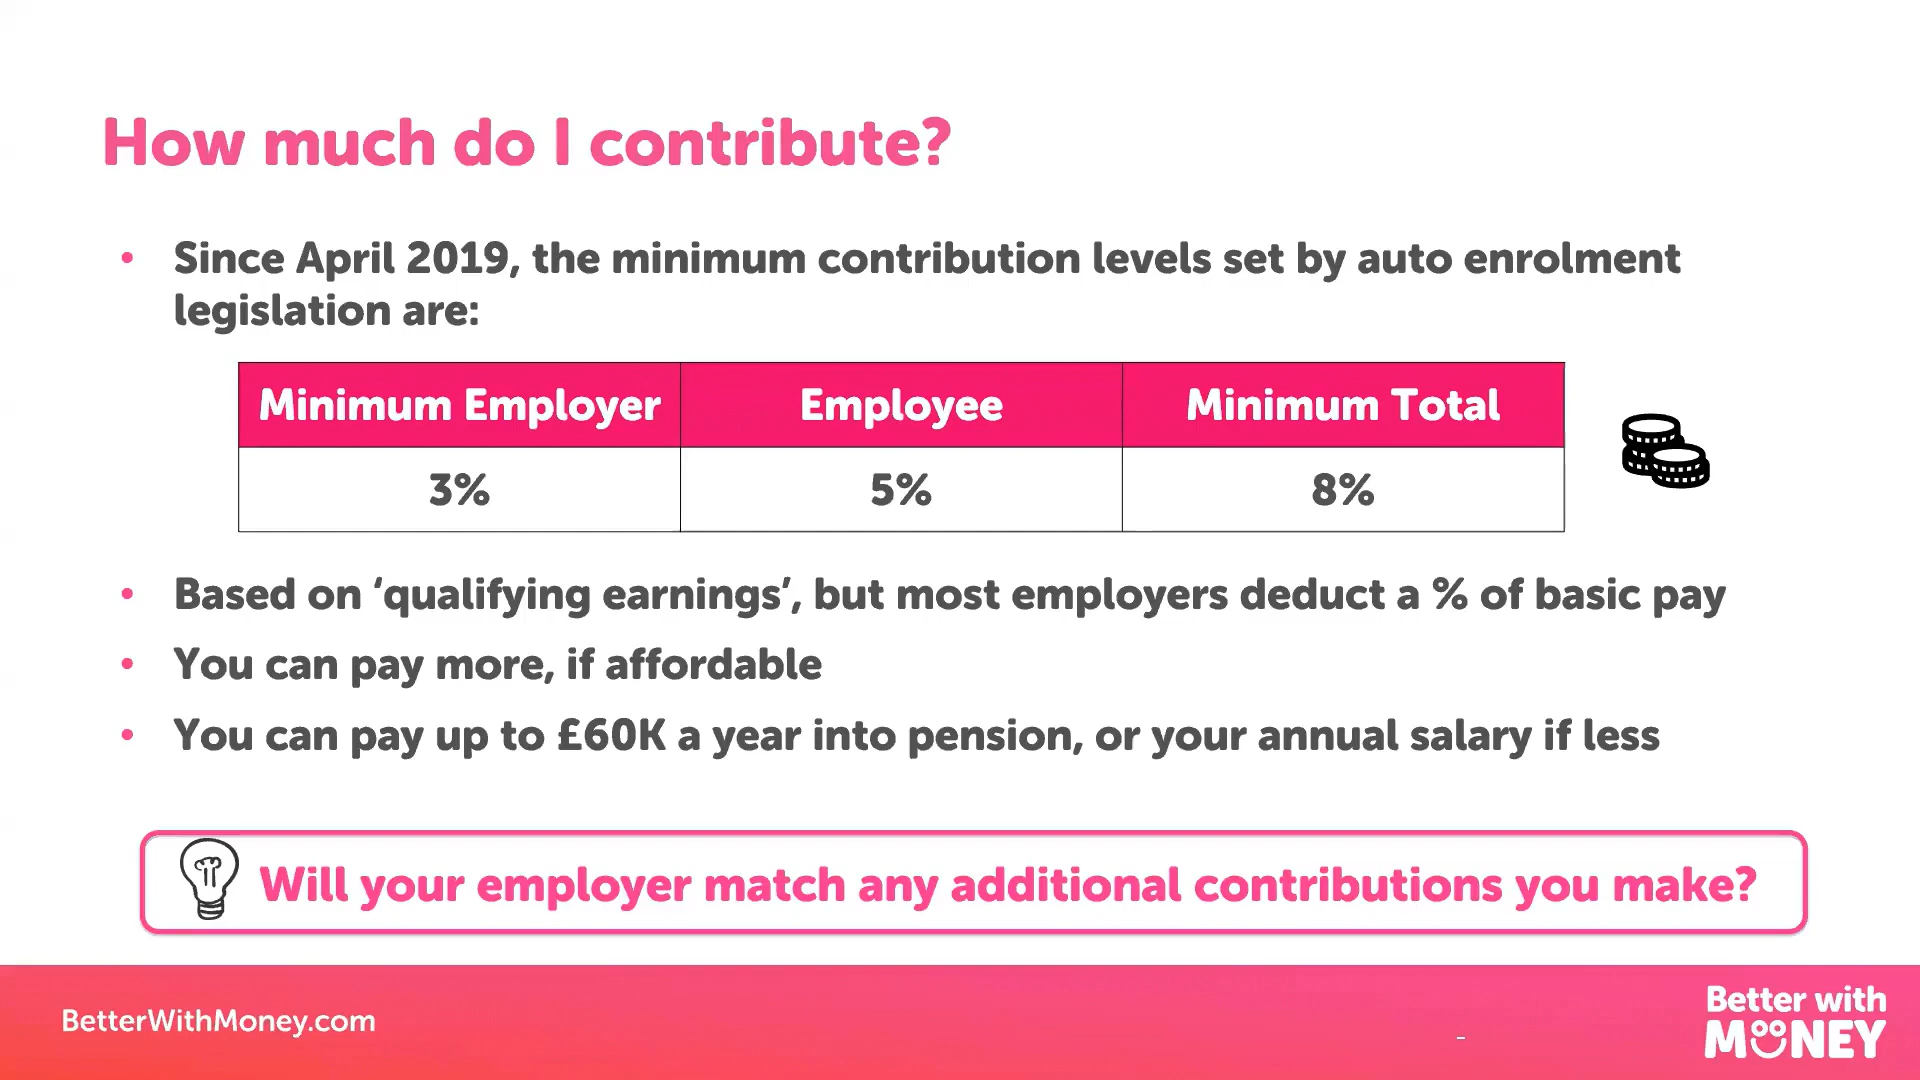 How much do I contribute?
• Since April 2019, the minimum contribution levels set by auto enrolment
legislation are:
Minimum Employer Employee Minimum Total
3% 5% 8%
• Based on ‘qualifying earnings’, but most employers deduct a % of basic pay
• You can pay more, if affordable
• You can pay up to £60K a year into pension, or your annual salary if less
Will your employer match any additional contributions you make?
BetterWithMoney.com
-
Better with
MONEY